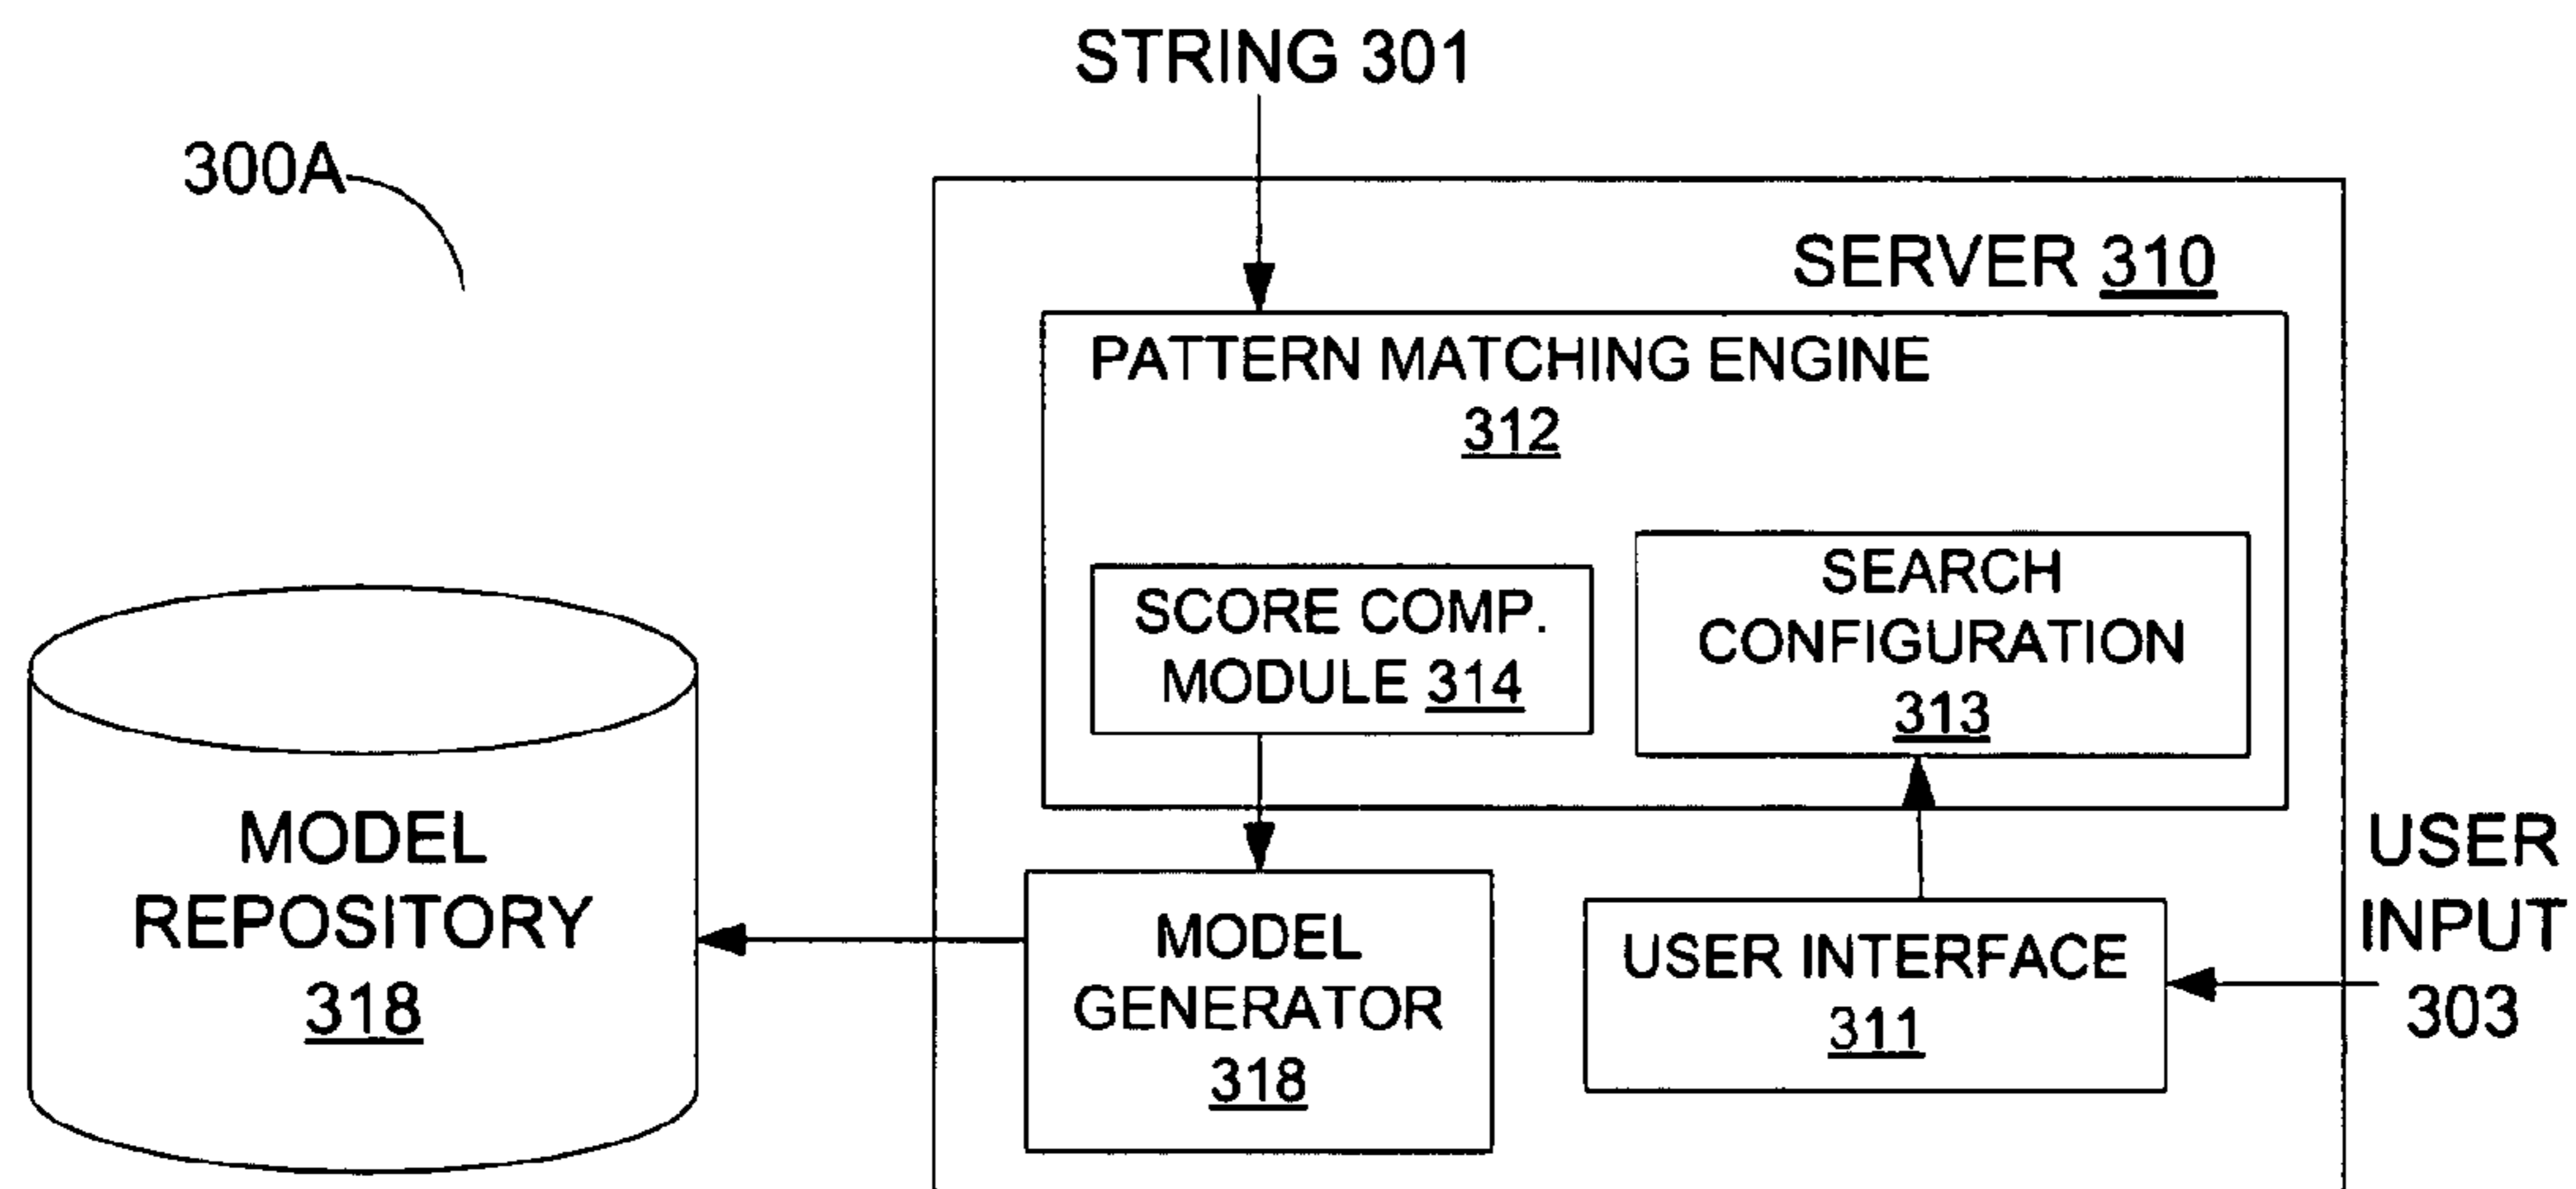 STRING 301
300A
SERVER 310
PATTERN MATCHING ENGINE
312
SCORE COMP.
MODULE 314
SEARCH
CONFIGURATION
313
MODEL
REPOSITORY
318
MODEL
GENERATOR
318
USER INTERFACE
311
USER
INPUT
303